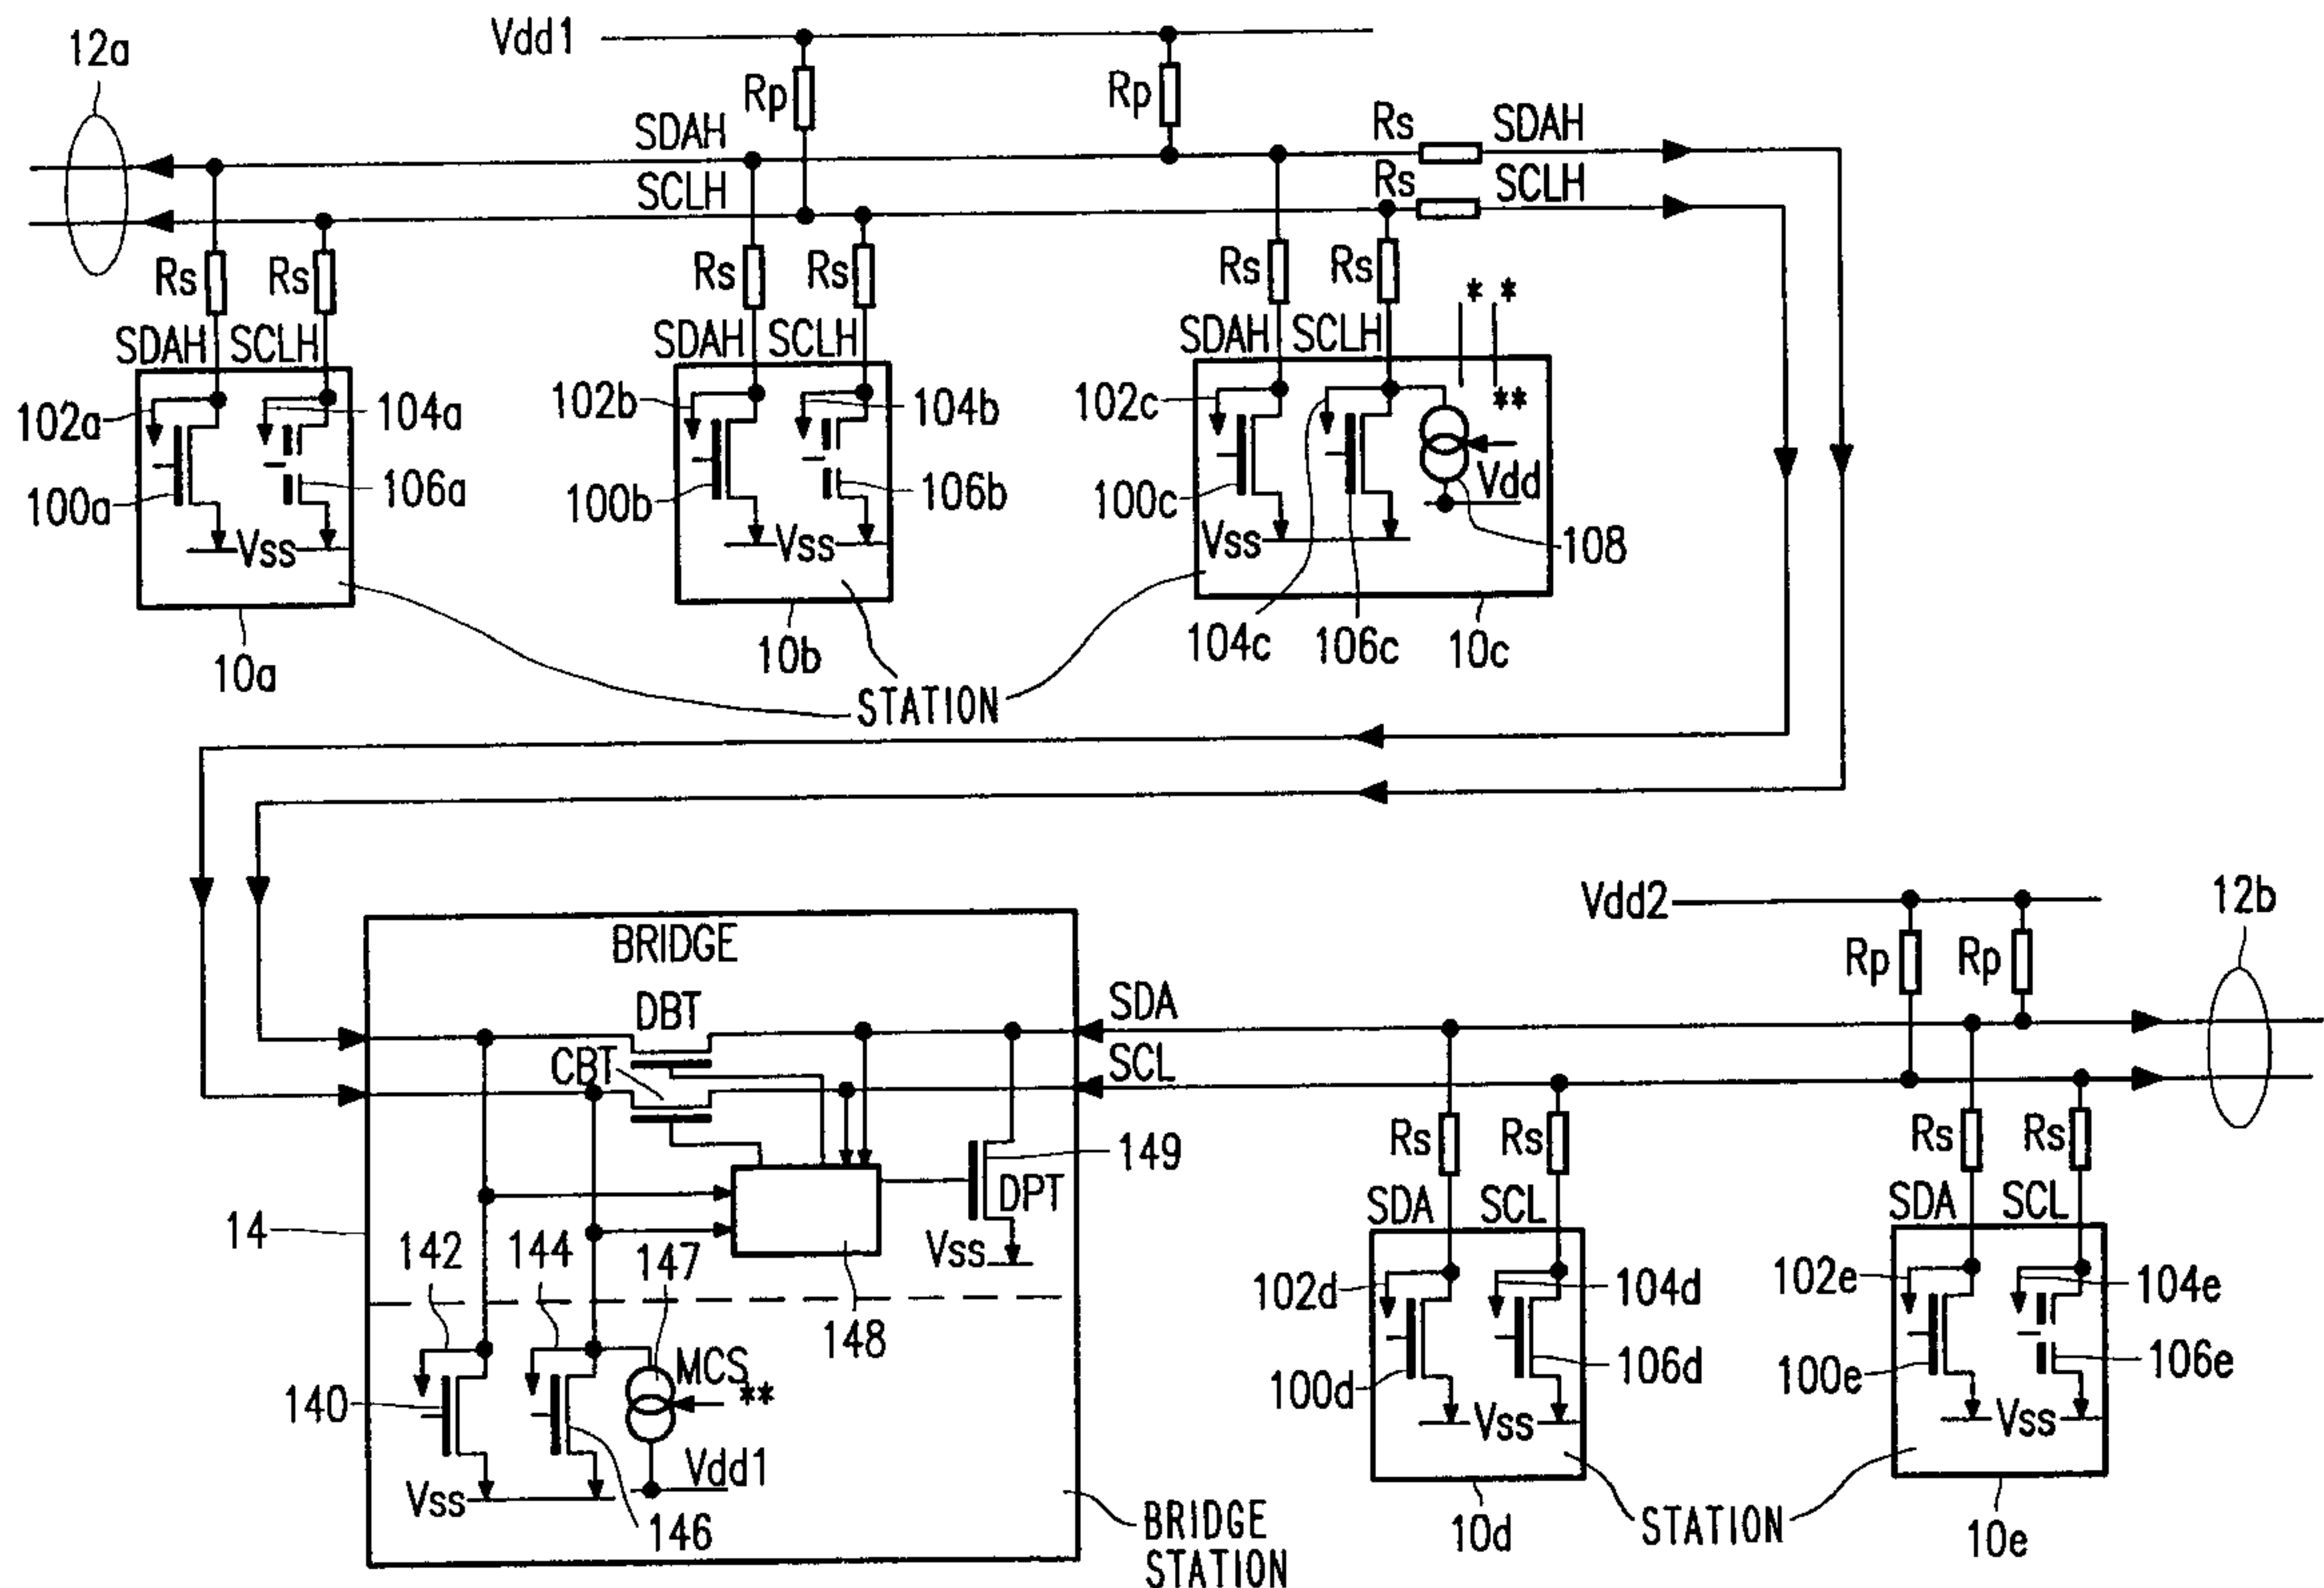 12a
Vdd1
Rp
Rp
SDAH
Rs
SDAH
SCLH
Rs
SCLH
Rs
Rs
Rs
Rs
Rs
Rs
* *
SDAH
SCLH
SDAH
SCLH
SDAH
SCLH
102a
104a
102b
104b
102c
**
100a
106a
100b
106b
100c
Vdd
Vss
Vss
Vss
108
10a
10b
104c
106c
10c
STATION
Vdd2
12b
BRIDGE
Rp
Rp
DBT
SDA
CBT
SCL
Rs
Rs
Rs
Rs
149
DPT
SDA
SCL
SDA
SCL
14
142
144
147
Vss
102d
104d
102e
104e
148
MCS
**
140
100d
106d
100e
106e
Vss
Vss
Vdd1
Vss
146
BRIDGE
STATION
10d
STATION
10e